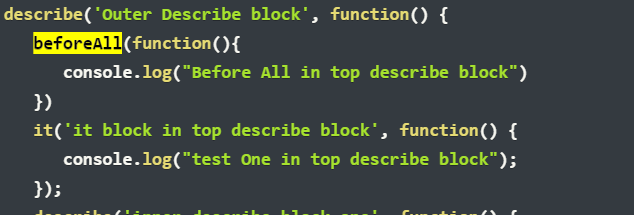 describe('Outer Describe block', function() {
beforeAll(function(){
console.log("Before All in top describe block")
})
it('it block in top describe block', function() {
console.log("test One in top describe block");
});
describe('inner describe block one', function() {